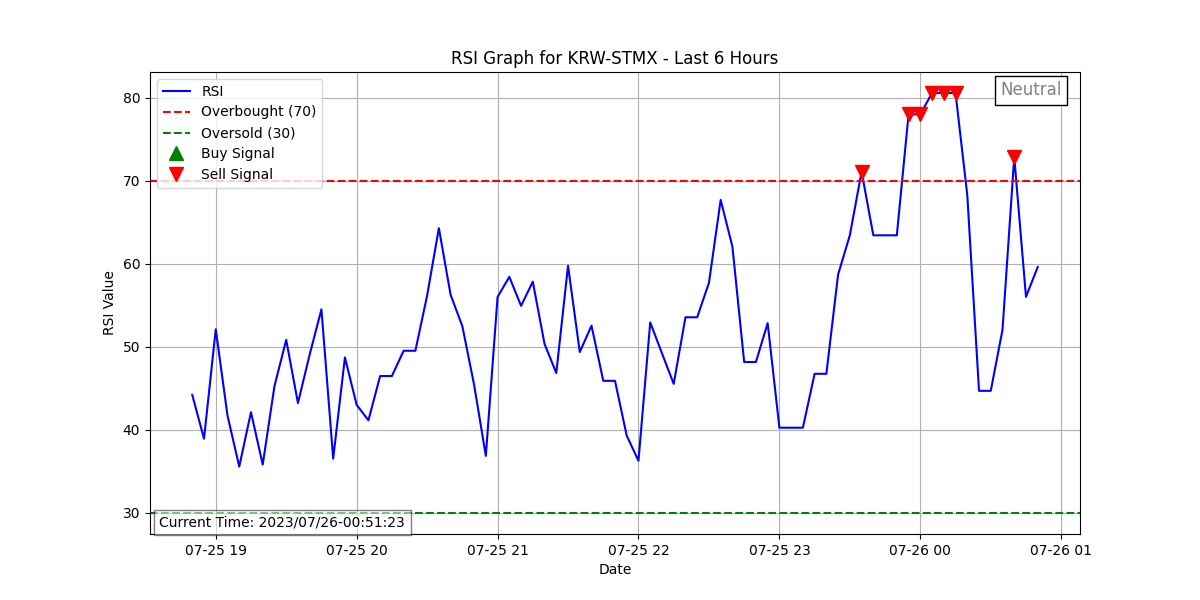 RSI Graph for KRW-STMX - Last 6 Hours
RSI
Overbought (70)
Oversold (30)
Buy Signal
Sell Signal
Neutral
80
70
60
50
40
30
RSI Value
Current Time: 2023/07/26-00:51:23
07-25 19
07-25 20
07-25 21
07-25 22
07-25 23
07-26 00
07-26 01
Date